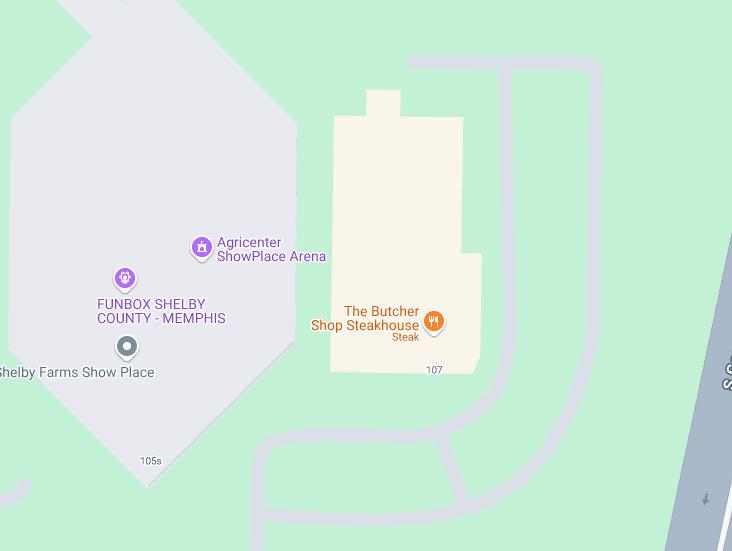 Agricenter
ShowPlace Arena
FUNBOX SHELBY
COUNTY - MEMPHIS
The Butcher
Shop Steakhouse
Steak
Shelby Farms Show Place
107
105s